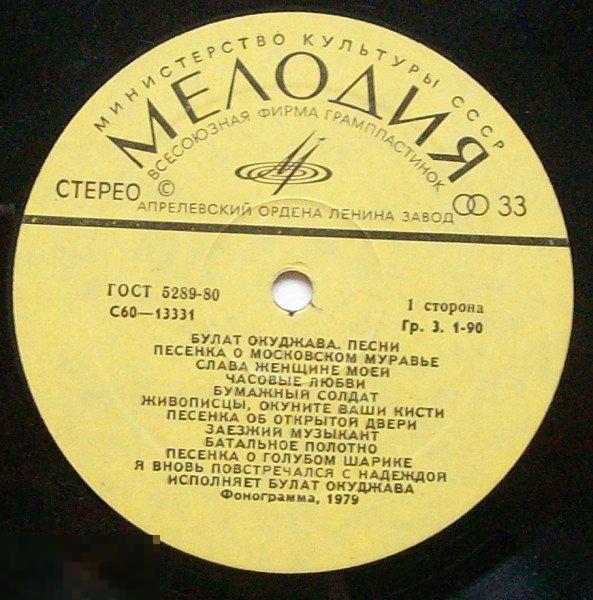 МИНИСТЕРСТВО КУЛЬТУРЫ СССР
МЕЛОДИЯ
ВСЕСОЮЗНАЯ ФИРМА ГРАМПЛАСТИНОК
СТЕРЕО © 33
АПРЕЛЕВСКИЙ ОРДЕНА ЛЕНИНА ЗАВОД
ГОСТ 5289-80
С60—13331
1 сторона
Гр. 3. 1-90
БУЛАТ ОКУДЖАВА. ПЕСНИ
ПЕСЕНКА О МОСКОВСКОМ МУРАВЬЕ
СЛАВА ЖЕНЩИНЕ МОЕЙ
ЧАСОВЫЕ ЛЮБВИ
БУМАЖНЫЙ СОЛДАТ
ЖИВОПИСЦЫ, ОКУНИТЕ ВАШИ КИСТИ
ПЕСЕНКА ОБ ОТКРЫТОЙ ДВЕРИ
ЗАЕЗЖИЙ МУЗЫКАНТ
БАТАЛЬНОЕ ПОЛОТНО
ПЕСЕНКА О ГОЛУБОМ ШАРИКЕ
Я ВНОВЬ ПОВСТРЕЧАЛСЯ С НАДЕЖДОЙ
ИСПОЛНЯЕТ БУЛАТ ОКУДЖАВА
Фонограмма, 1979